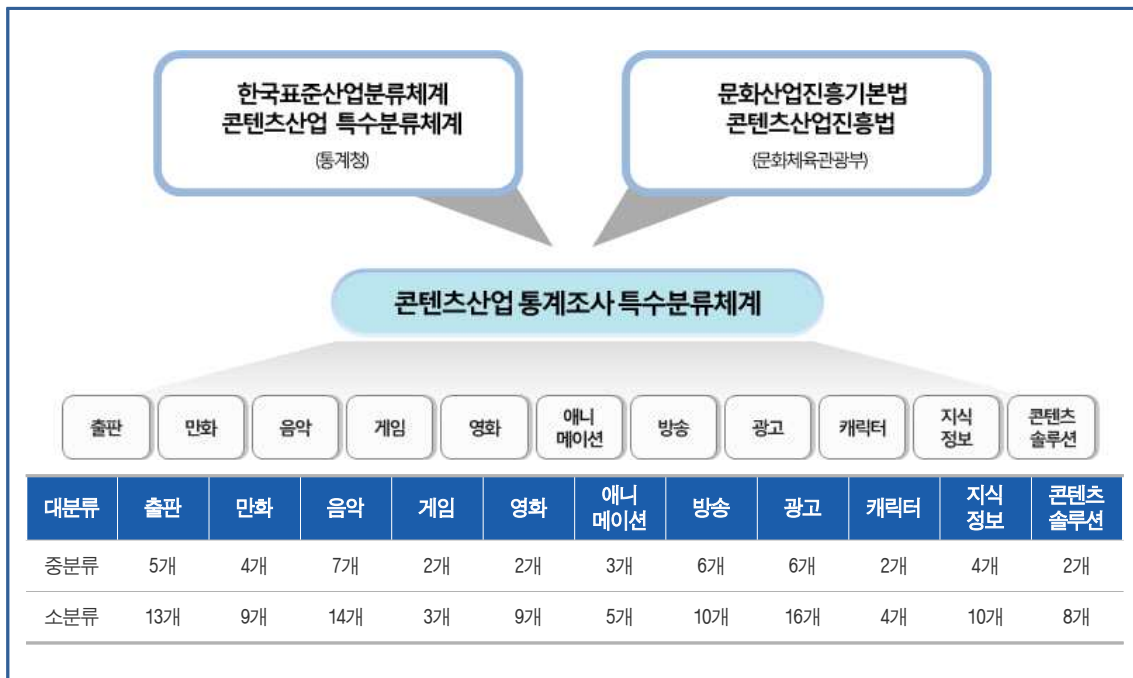 한국표준산업분류체계
콘텐츠산업 특수분류체계
(통계청)
문화산업진흥기본법
콘텐츠산업진흥법
(문화체육관광부)
콘텐츠산업 통계조사 특수분류체계
출판 만화 음악 게임 영화 애니메이션 방송 광고 캐릭터 지식정보 콘텐츠솔루션
대분류 출판 만화 음악 게임 영화 애니메이션 방송 광고 캐릭터 지식정보 콘텐츠솔루션
중분류 5개 4개 7개 2개 2개 3개 6개 6개 2개 4개 2개
소분류 13개 9개 14개 3개 9개 5개 10개 16개 4개 10개 8개